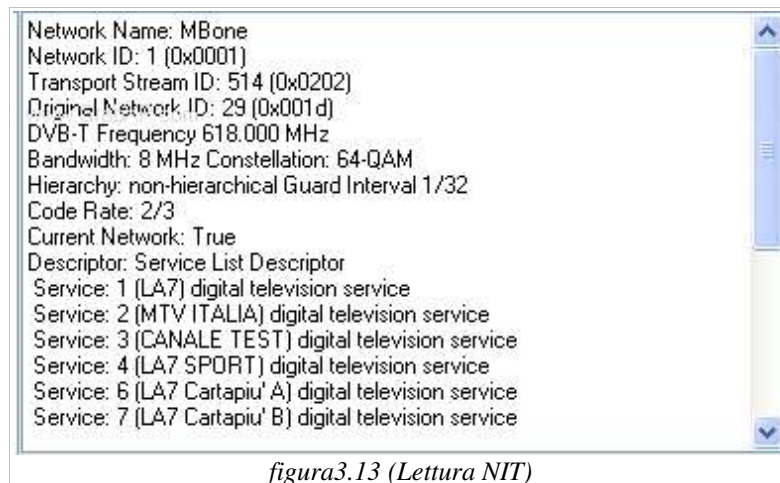 Network Name: MBone
Network ID: 1 (0x0001)
Transport Stream ID: 514 (0x0202)
Original Network ID: 29 (0x001d)
DVB-T Frequency 618.000 MHz
Bandwidth: 8 MHz Constellation: 64-QAM
Hierarchy: non-hierarchical Guard Interval 1/32
Code Rate: 2/3
Current Network: True
Descriptor: Service List Descriptor
Service: 1 (LA7) digital television service
Service: 2 (MTV ITALIA) digital television service
Service: 3 (CANALE TEST) digital television service
Service: 4 (LA7 SPORT) digital television service
Service: 6 (LA7 Cartapiu' A) digital television service
Service: 7 (LA7 Cartapiu' B) digital television service
figura3.13 (Lettura NIT)